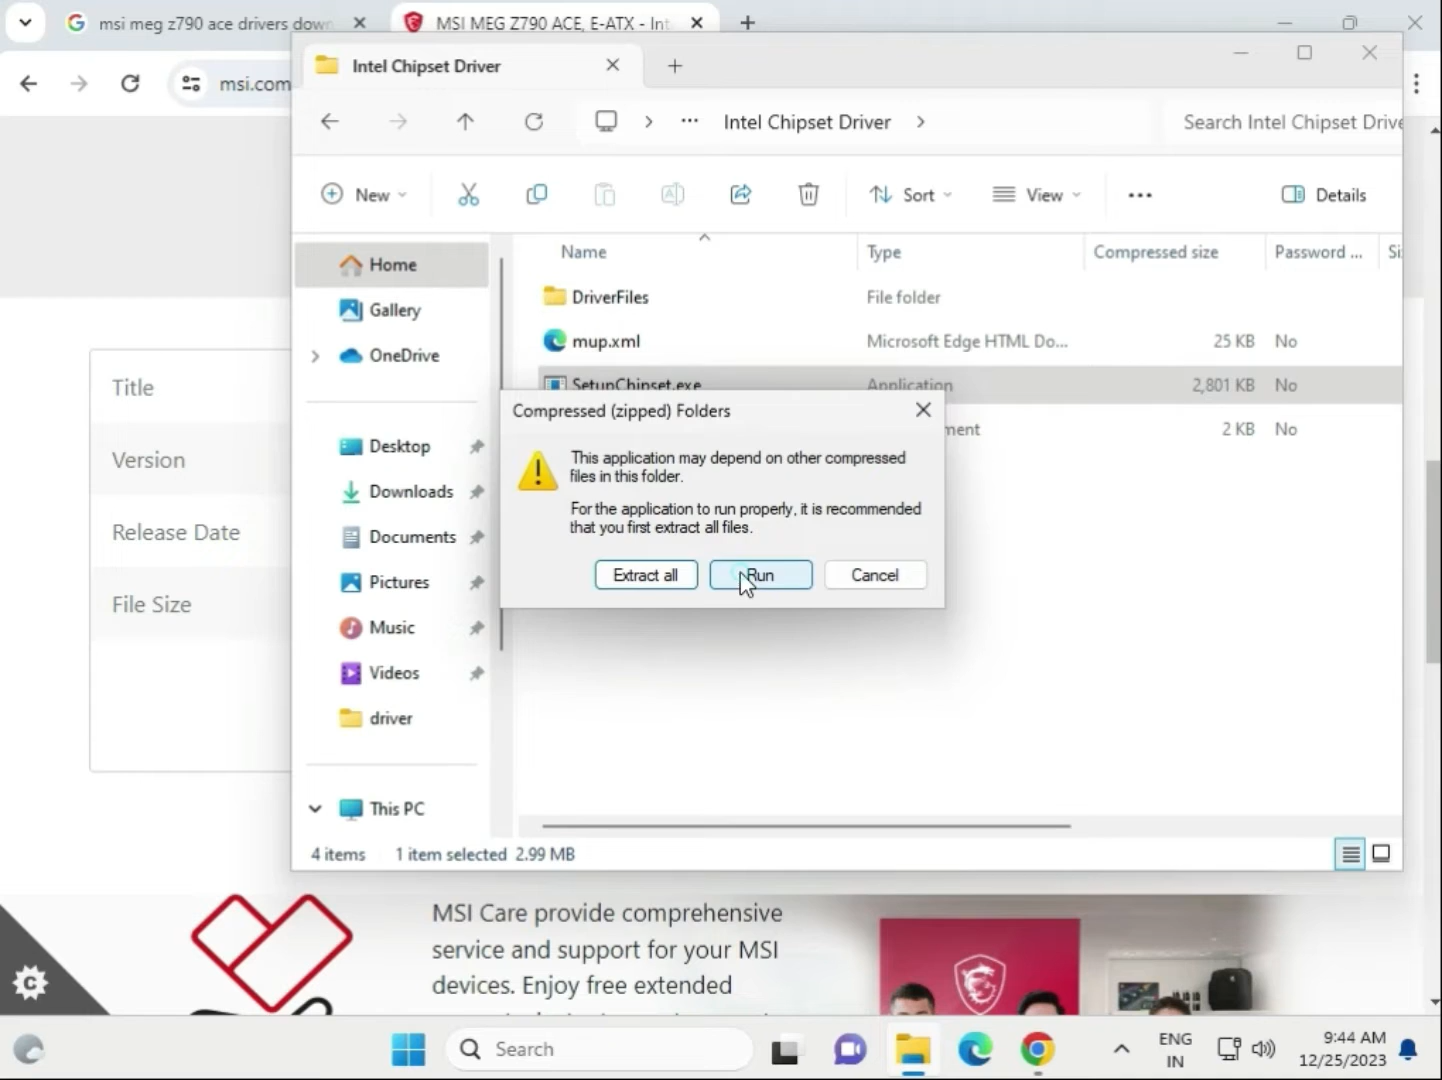 msi meg z790 ace drivers down
MSI MEG Z790 ACE, E-ATX - Int
msi.com
Intel Chipset Driver
Intel Chipset Driver
Search Intel Chipset Drive
New
Sort
View
Details
Name
Type
Compressed size
Password ...
Si
Home
DriverFiles
File folder
Gallery
mup.xml
Microsoft Edge HTML Do...
25 KB
No
OneDrive
SetupChipset.exe
Application
2,801 KB
No
ment
2 KB
No
Title
Version
Release Date
File Size
Compressed (zipped) Folders
This application may depend on other compressed
files in this folder.
For the application to run properly, it is recommended
that you first extract all files.
Extract all
Run
Cancel
Desktop
Downloads
Documents
Pictures
Music
Videos
driver
This PC
4 items
1 item selected 2.99 MB
MSI Care provide comprehensive
service and support for your MSI
devices. Enjoy free extended
Search
ENG
IN
9:44 AM
12/25/2023